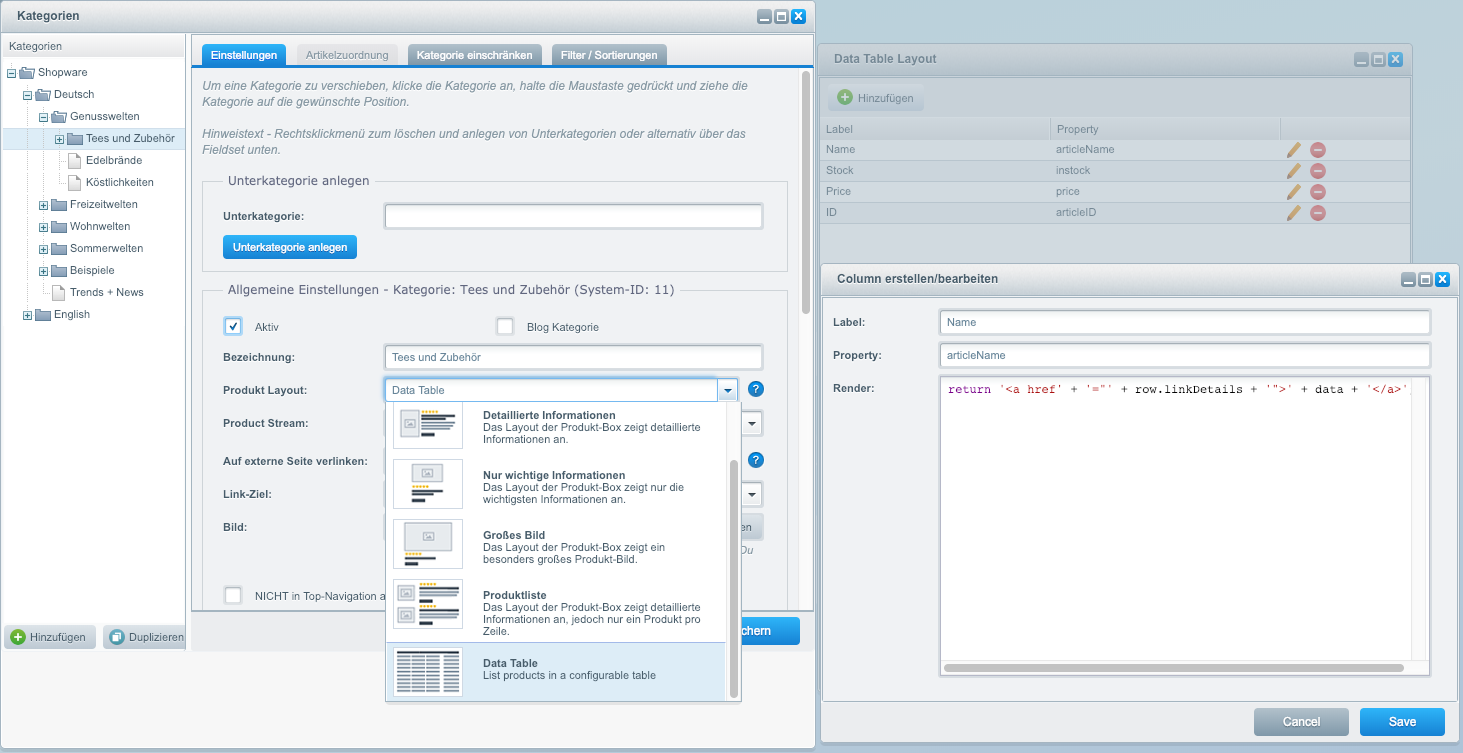 Kategorien
Kategorien
Shopware
Deutsch
Genusswelten
Tees und Zubehör
Edelbrände
Köstlichkeiten
Freizeitwelten
Wohnwelten
Sommerwelten
Beispiele
Trends + News
English
Hinzufügen
Duplizieren
Einstellungen
Artikelzuordnung
Kategorie einschränken
Filter / Sortierungen
Um eine Kategorie zu verschieben, klicke die Kategorie an, halte die Maustaste gedrückt und ziehe die
Kategorie auf die gewünschte Position.
Hinweistext - Rechtsklickmenü zum löschen und anlegen von Unterkategorien oder alternativ über das
Fieldset unten.
Unterkategorie anlegen
Unterkategorie:
Unterkategorie anlegen
Allgemeine Einstellungen - Kategorie: Tees und Zubehör (System-ID: 11)
Aktiv
Blog Kategorie
Bezeichnung:
Tees und Zubehör
Produkt Layout:
Data Table
?
Product Stream:
Auf externe Seite verlinken:
?
Link-Ziel:
Bild:
en
Du
NICHT in Top-Navigation a
chern
Detaillierte Informationen
Das Layout der Produkt-Box zeigt detaillierte
Informationen an.
Nur wichtige Informationen
Das Layout der Produkt-Box zeigt nur die
wichtigsten Informationen an.
Großes Bild
Das Layout der Produkt-Box zeigt ein
besonders großes Produkt-Bild.
Produktliste
Das Layout der Produkt-Box zeigt detaillierte
Informationen an, jedoch nur ein Produkt pro
Zeile.
Data Table
List products in a configurable table
Data Table Layout
Hinzufügen
Label Property
Name articleName
Stock instock
Price price
ID articleID
Column erstellen/bearbeiten
Label: Name
Property: articleName
Render: return '<a href' + '="' + row.linkDetails + '">' + data + '</a>'
Cancel
Save